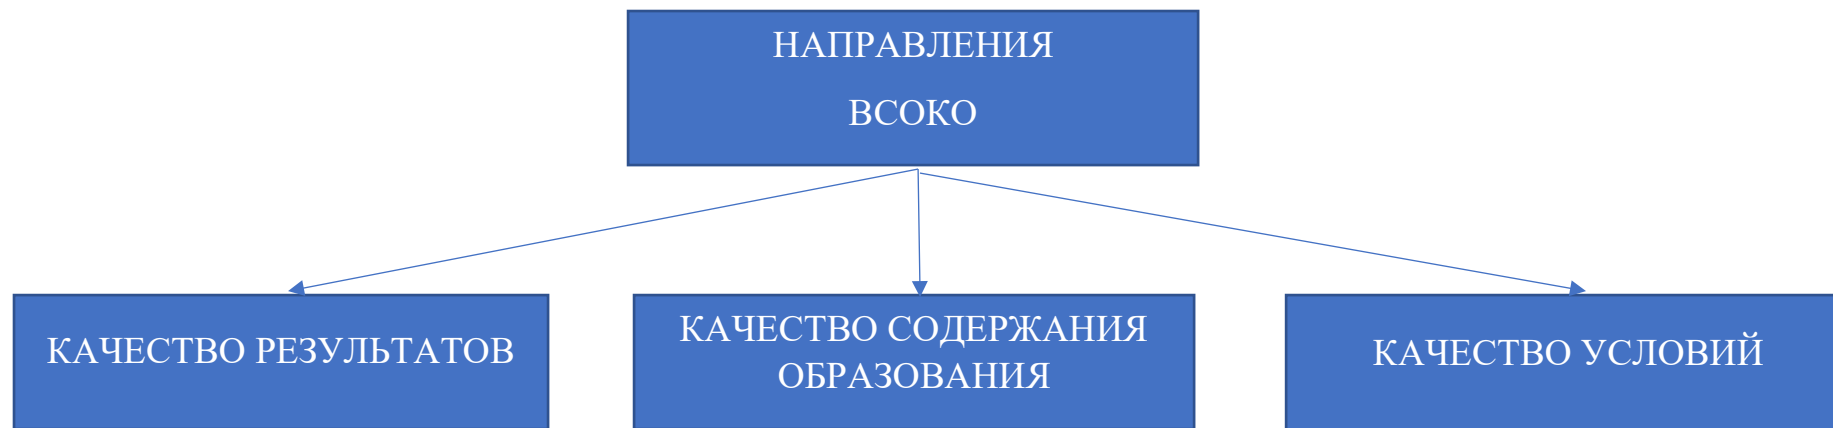 НАПРАВЛЕНИЯ
ВСОКО
КАЧЕСТВО РЕЗУЛЬТАТОВ
КАЧЕСТВО СОДЕРЖАНИЯ
ОБРАЗОВАНИЯ
КАЧЕСТВО УСЛОВИЙ